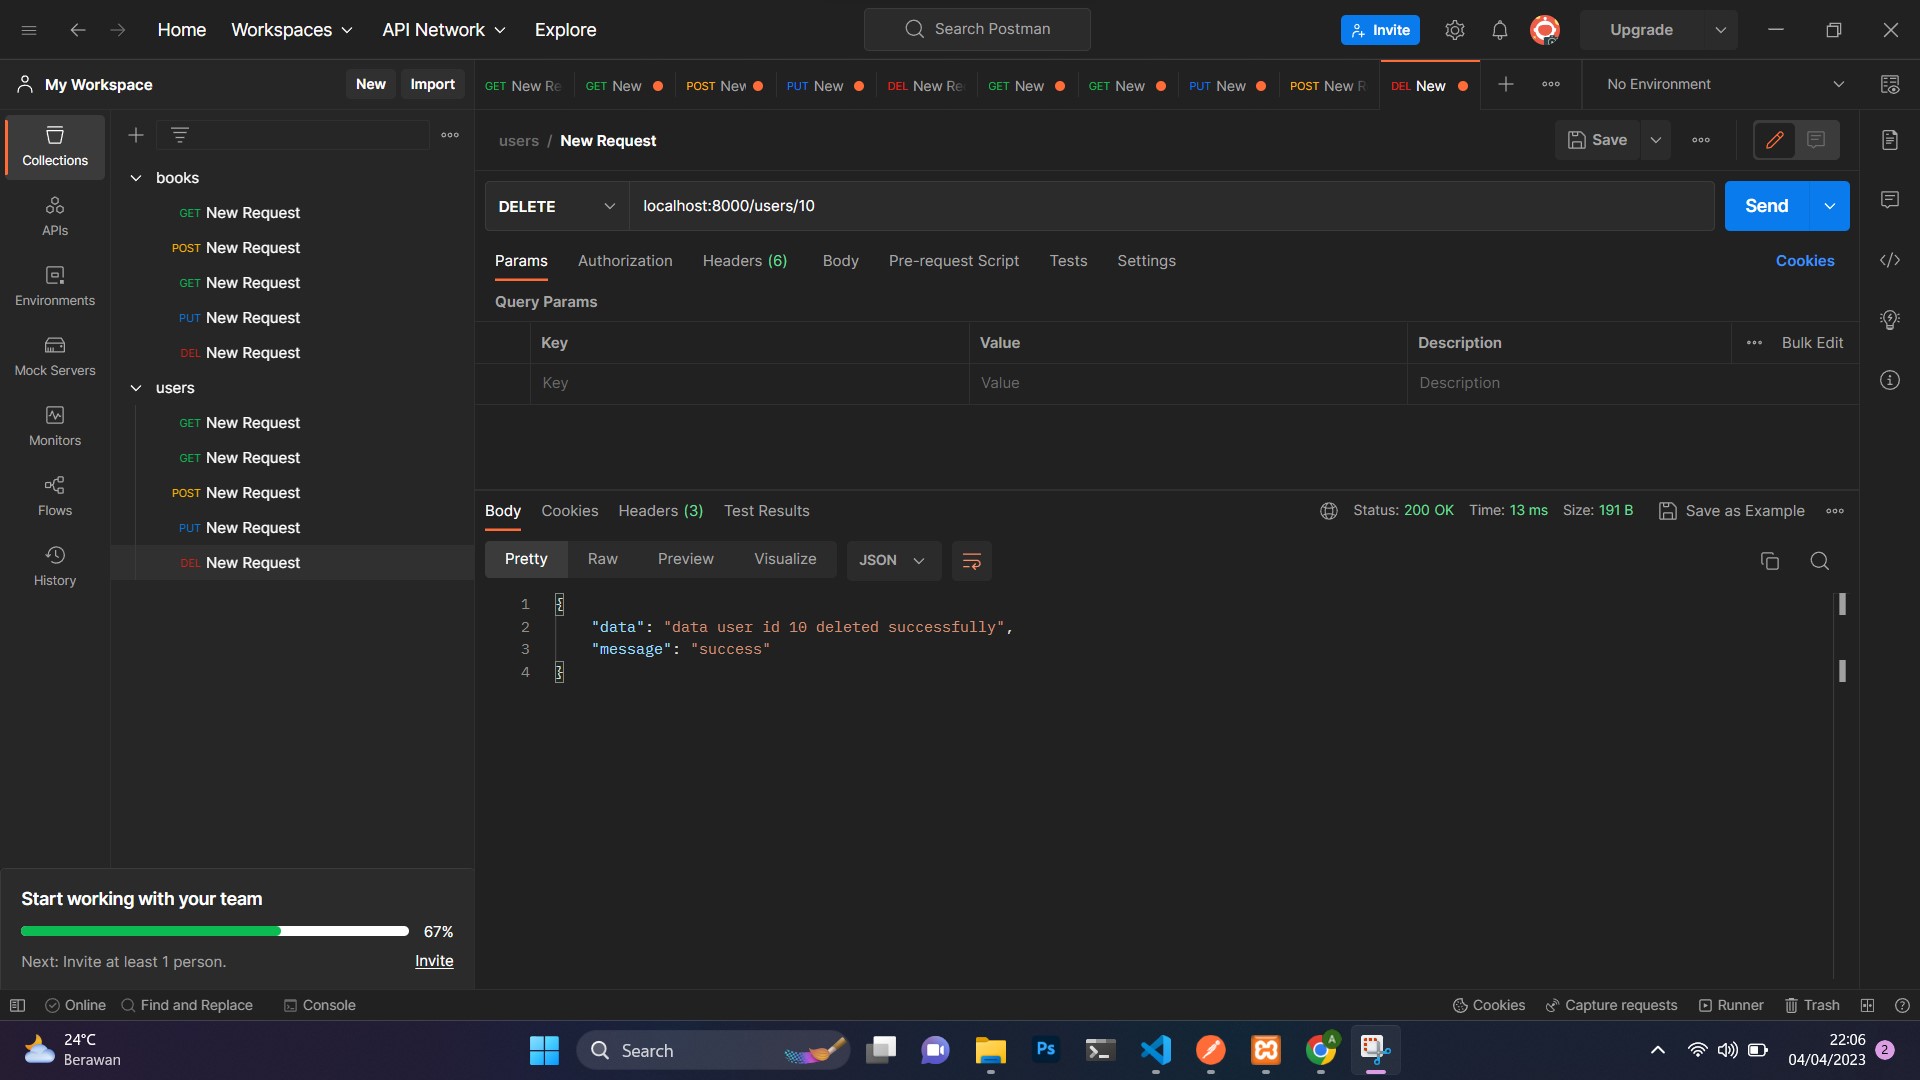 Home Workspaces API Network Explore Search Postman Invite Upgrade
My Workspace New Import GET New Re GET New POST New PUT New DEL New Re GET New GET New PUT New POST New R DEL New No Environment
users / New Request Save
Collections
APIs
Environments
Mock Servers
Monitors
Flows
History
books
GET New Request
POST New Request
GET New Request
PUT New Request
DEL New Request
users
GET New Request
GET New Request
POST New Request
PUT New Request
DEL New Request
DELETE localhost:8000/users/10 Send
Params Authorization Headers (6) Body Pre-request Script Tests Settings Cookies
Query Params
Key Value Description Bulk Edit
Key Value Description
Body Cookies Headers (3) Test Results Status: 200 OK Time: 13 ms Size: 191 B Save as Example
Pretty Raw Preview Visualize JSON
1 {
2 "data": "data user id 10 deleted successfully",
3 "message": "success"
4 }
Start working with your team
67%
Next: Invite at least 1 person. Invite
Online Find and Replace Console Cookies Capture requests Runner Trash
24°C
Berawan
Search
Ps
A
22:06
04/04/2023
2